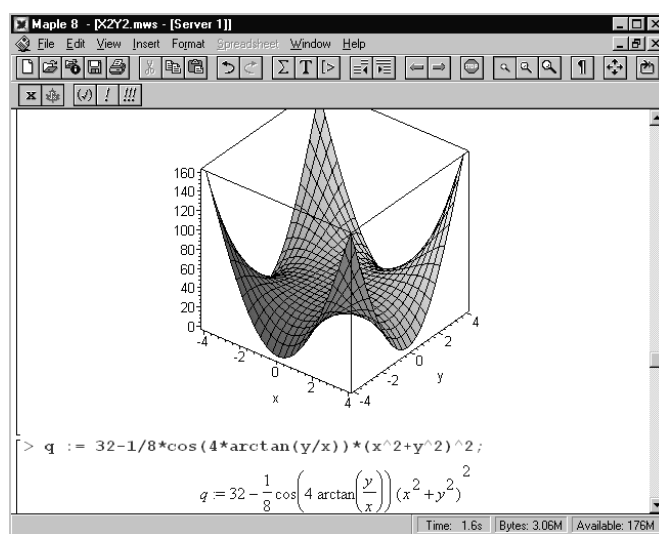 Maple 8 - [X2Y2.mws - [Server 1]]
File Edit View Insert Format Spreadsheet Window Help
Σ T [>
x (√) ! !!!
160
140
120
100
80
60
40
20
0
-4 -2 0 2 4
x
-4 -2 0 2 4
y
> q := 32-1/8*cos(4*arctan(y/x))*(x^2+y^2)^2;
q := 32 - 1/8 cos(4 arctan(y/x)) (x² + y²)²
Time: 1.6s Bytes: 3.06M Available: 176M